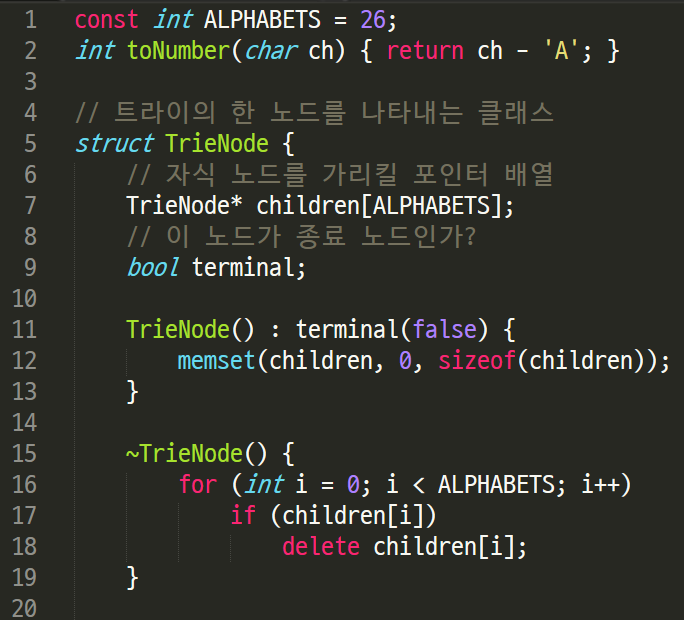 1 const int ALPHABETS = 26;
2 int toNumber(char ch) { return ch - 'A'; }
3
4 // 트라이의 한 노드를 나타내는 클래스
5 struct TrieNode {
6 // 자식 노드를 가리킬 포인터 배열
7 TrieNode* children[ALPHABETS];
8 // 이 노드가 종료 노드인가?
9 bool terminal;
10
11 TrieNode() : terminal(false) {
12 memset(children, 0, sizeof(children));
13 }
14
15 ~TrieNode() {
16 for (int i = 0; i < ALPHABETS; i++)
17 if (children[i])
18 delete children[i];
19 }
20